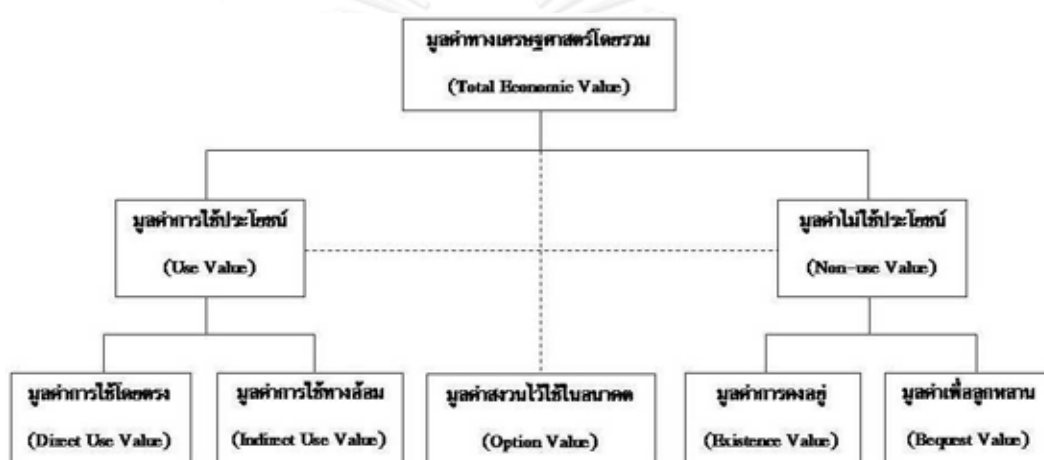 มูลค่าทางเศรษฐศาสตร์โดยรวม
(Total Economic Value)
มูลค่าการใช้ประโยชน์
(Use Value)
มูลค่าไม่ใช้ประโยชน์
(Non-use Value)
มูลค่าการใช้โดยตรง
(Direct Use Value)
มูลค่าการใช้ทางอ้อม
(Indirect Use Value)
มูลค่าสงวนไว้ใช้ในอนาคต
(Option Value)
มูลค่าการคงอยู่
(Existence Value)
มูลค่าเพื่อลูกหลาน
(Bequest Value)